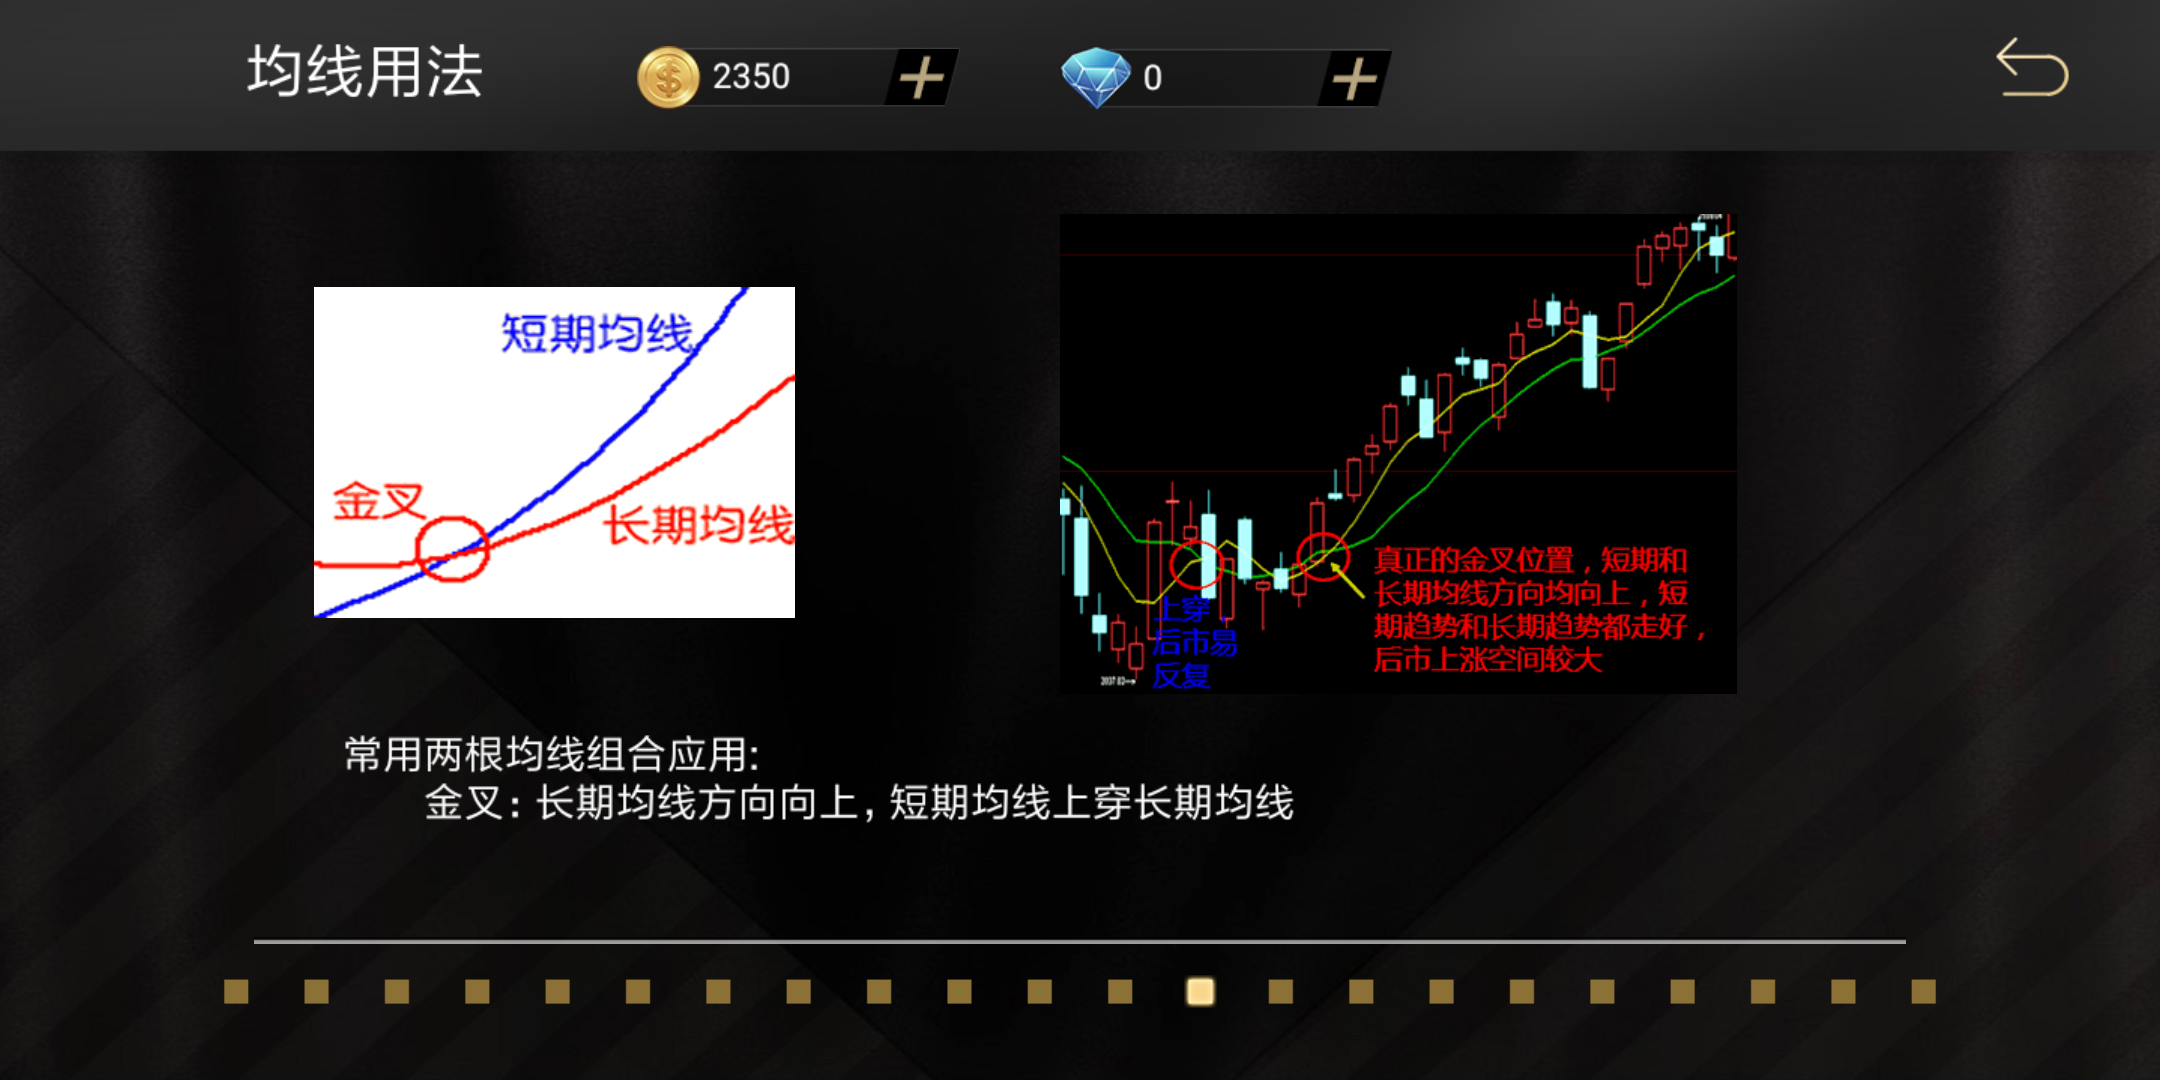 均线用法
2350
0
短期均线
金叉
长期均线
真正的金叉位置，短期和
长期均线方向均向上，短
期趋势和长期趋势都走好，
后市上涨空间较大
上穿，
后市易
反复
常用两根均线组合应用:
金叉：长期均线方向向上，短期均线上穿长期均线